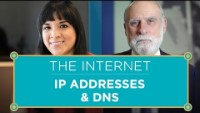 THE INTERNET
IP ADDRESSES
& DNS